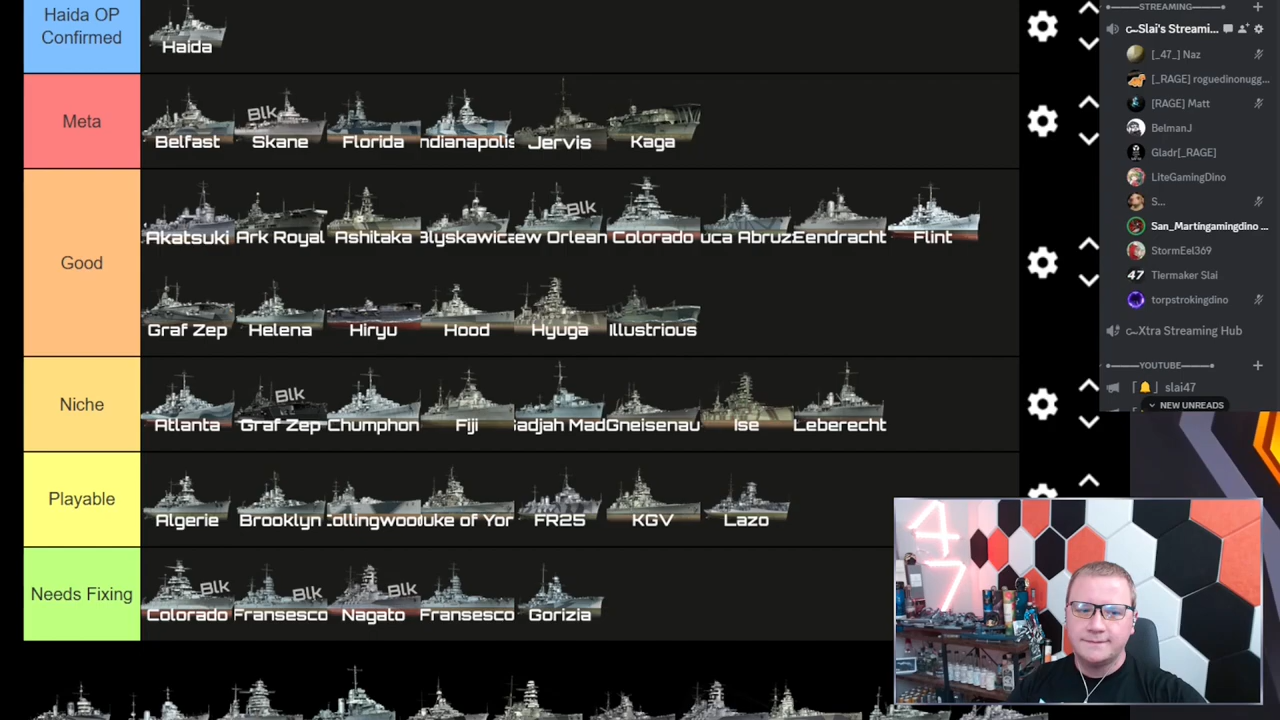 Haida OP
Confirmed
Haida
Meta
Belfast
Blk
Skane
Florida
ndianapolis
Jervis
Kaga
Good
Akatsuki
Ark Royal
Ashitaka
Blyskawica
ew Orlean
Blk
Colorado
uca Abruz
Eendracht
Flint
Graf Zep
Helena
Hiryu
Hood
Hyuga
Illustrious
Niche
Atlanta
Blk
Graf Zep
Chumphon
Fiji
adjah Mad
Gneisenau
Ise
Leberecht
Playable
Algerie
Brooklyn
Collingwood
uke of Yor
FR25
KGV
Lazo
Needs Fixing
Colorado
Blk
Fransesco
Blk
Nagato
Blk
Fransesco
Gorizia
STREAMING
Slai's Streami...
[_47_] Naz
[_RAGE] roguedinonugg...
[RAGE] Matt
BelmanJ
Gladr[_RAGE]
LiteGamingDino
S...
San_Martingamingdino ...
StormEel369
47 Tlermaker Slai
torpstrokingdino
Xtra Streaming Hub
YOUTUBE
slai47
NEW UNREADS
4
7